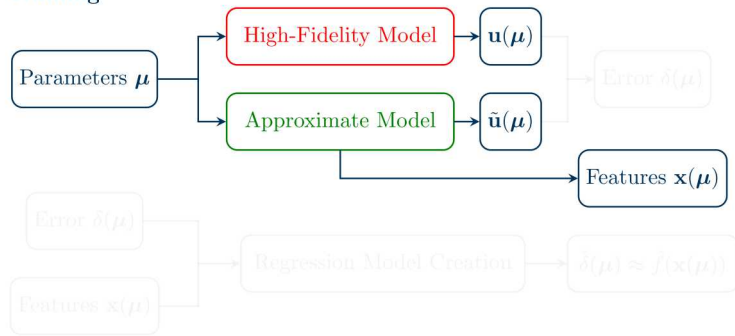 High-Fidelity Model
u(μ)
Parameters μ
Error δ(μ)
Approximate Model
ũ(μ)
Features x(μ)
Error δ(μ)
Regression Model Creation
Features x(μ)